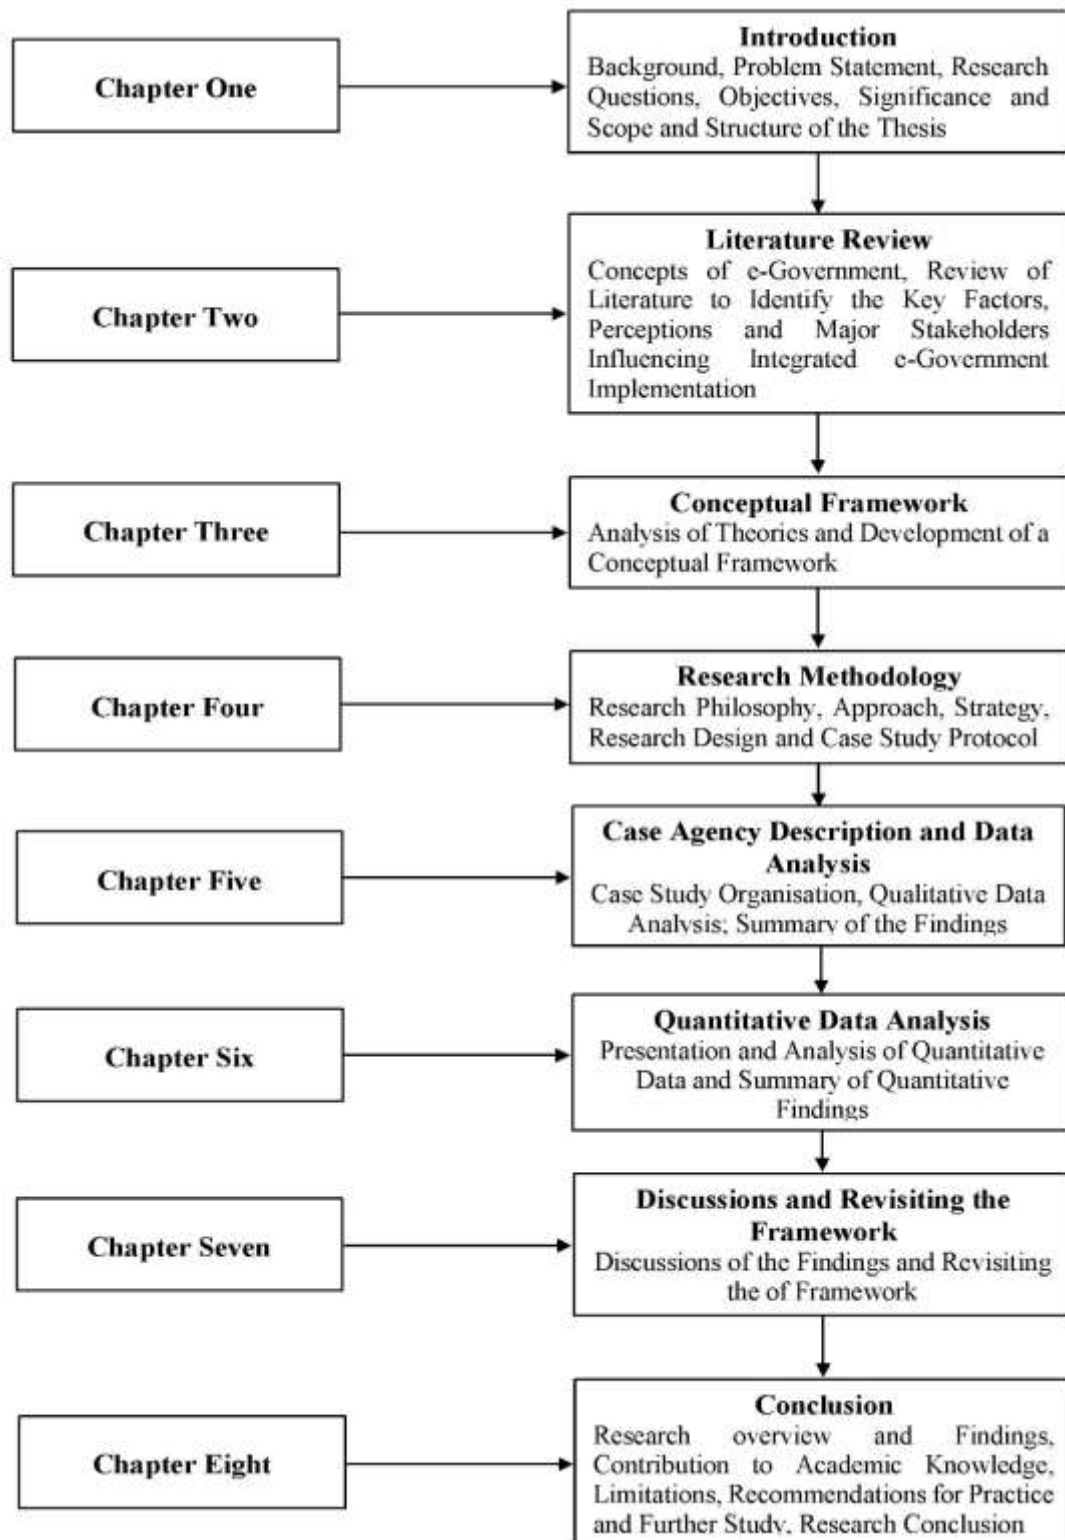 Chapter One
Introduction
Background, Problem Statement, Research
Questions, Objectives, Significance and
Scope and Structure of the Thesis
Chapter Two
Literature Review
Concepts of e-Government, Review of
Literature to Identify the Key Factors,
Perceptions and Major Stakeholders
Influencing Integrated e-Government
Implementation
Chapter Three
Conceptual Framework
Analysis of Theories and Development of a
Conceptual Framework
Chapter Four
Research Methodology
Research Philosophy, Approach, Strategy,
Research Design and Case Study Protocol
Chapter Five
Case Agency Description and Data
Analysis
Case Study Organisation, Qualitative Data
Analysis; Summary of the Findings
Chapter Six
Quantitative Data Analysis
Presentation and Analysis of Quantitative
Data and Summary of Quantitative
Findings
Chapter Seven
Discussions and Revisiting the
Framework
Discussions of the Findings and Revisiting
the of Framework
Chapter Eight
Conclusion
Research overview and Findings,
Contribution to Academic Knowledge,
Limitations, Recommendations for Practice
and Further Study, Research Conclusion